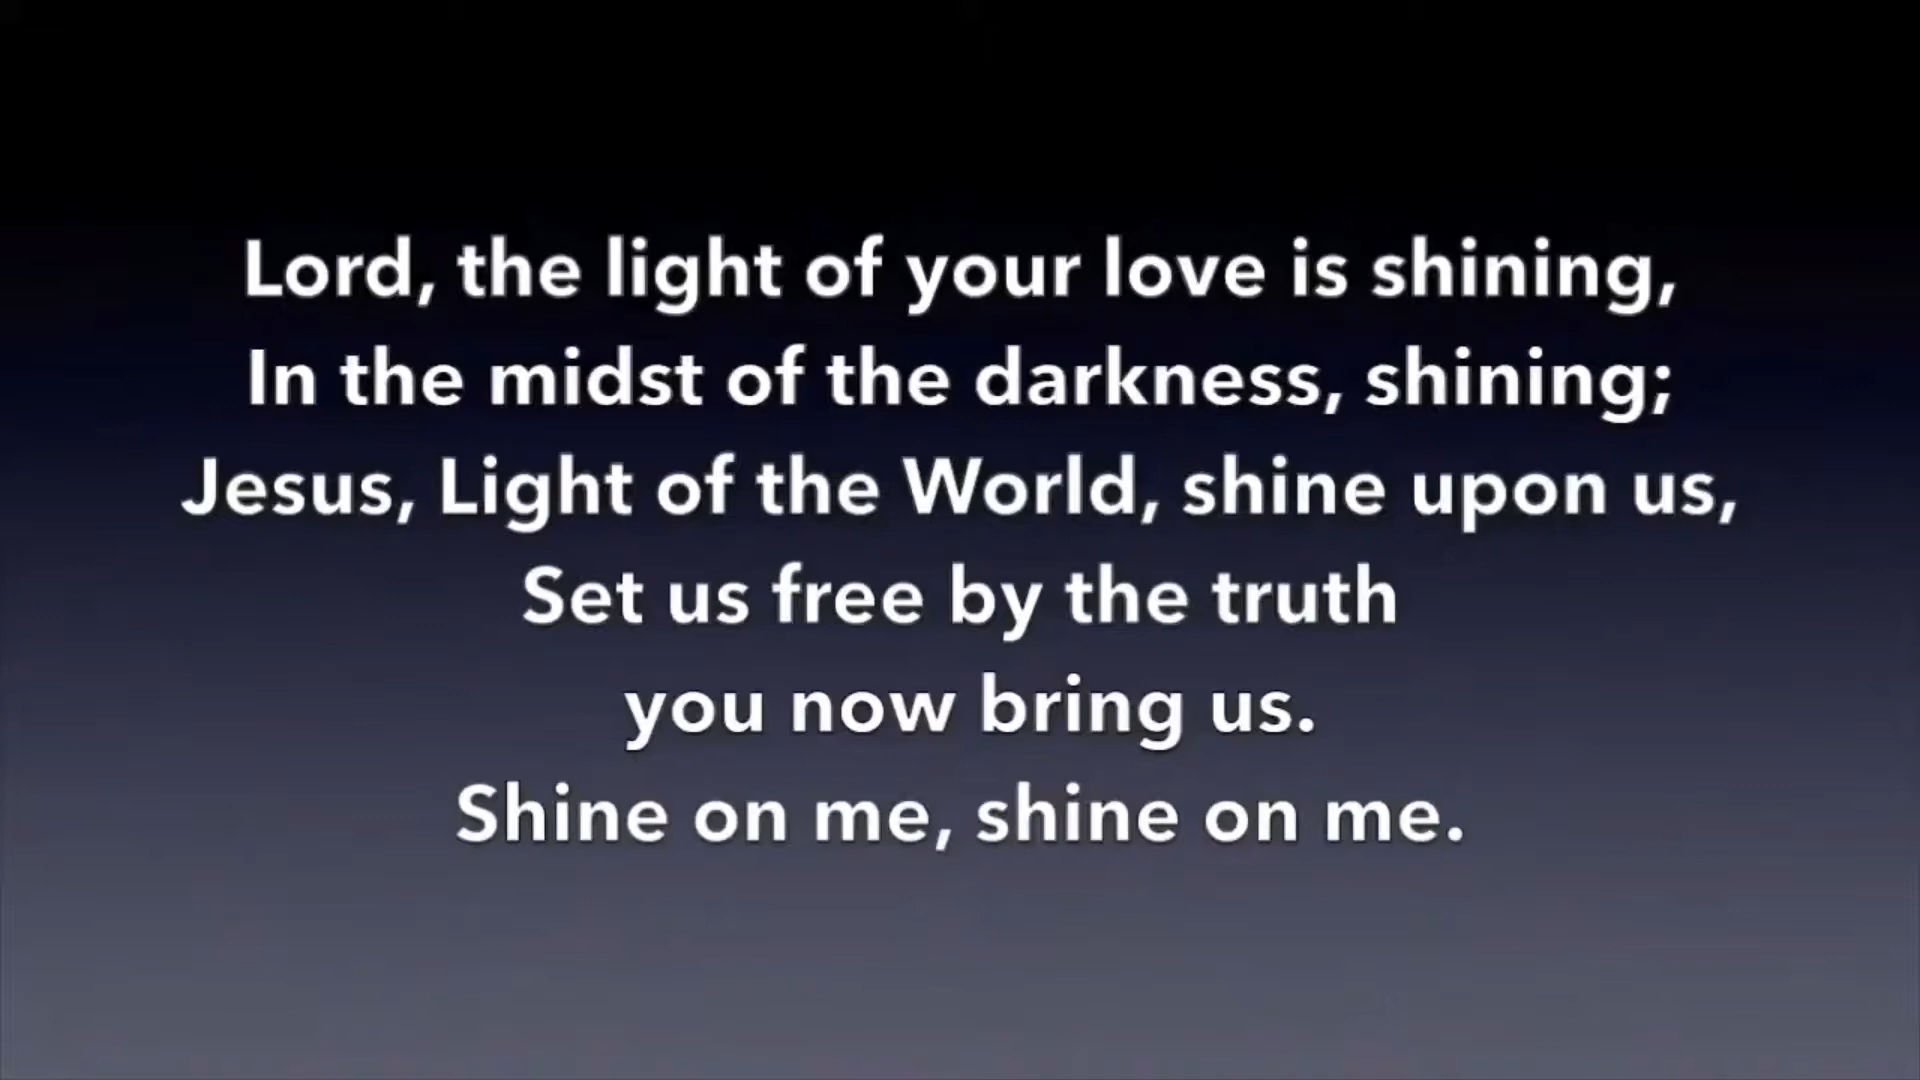 Lord, the light of your love is shining,
In the midst of the darkness, shining;
Jesus, Light of the World, shine upon us,
Set us free by the truth
you now bring us.
Shine on me, shine on me.